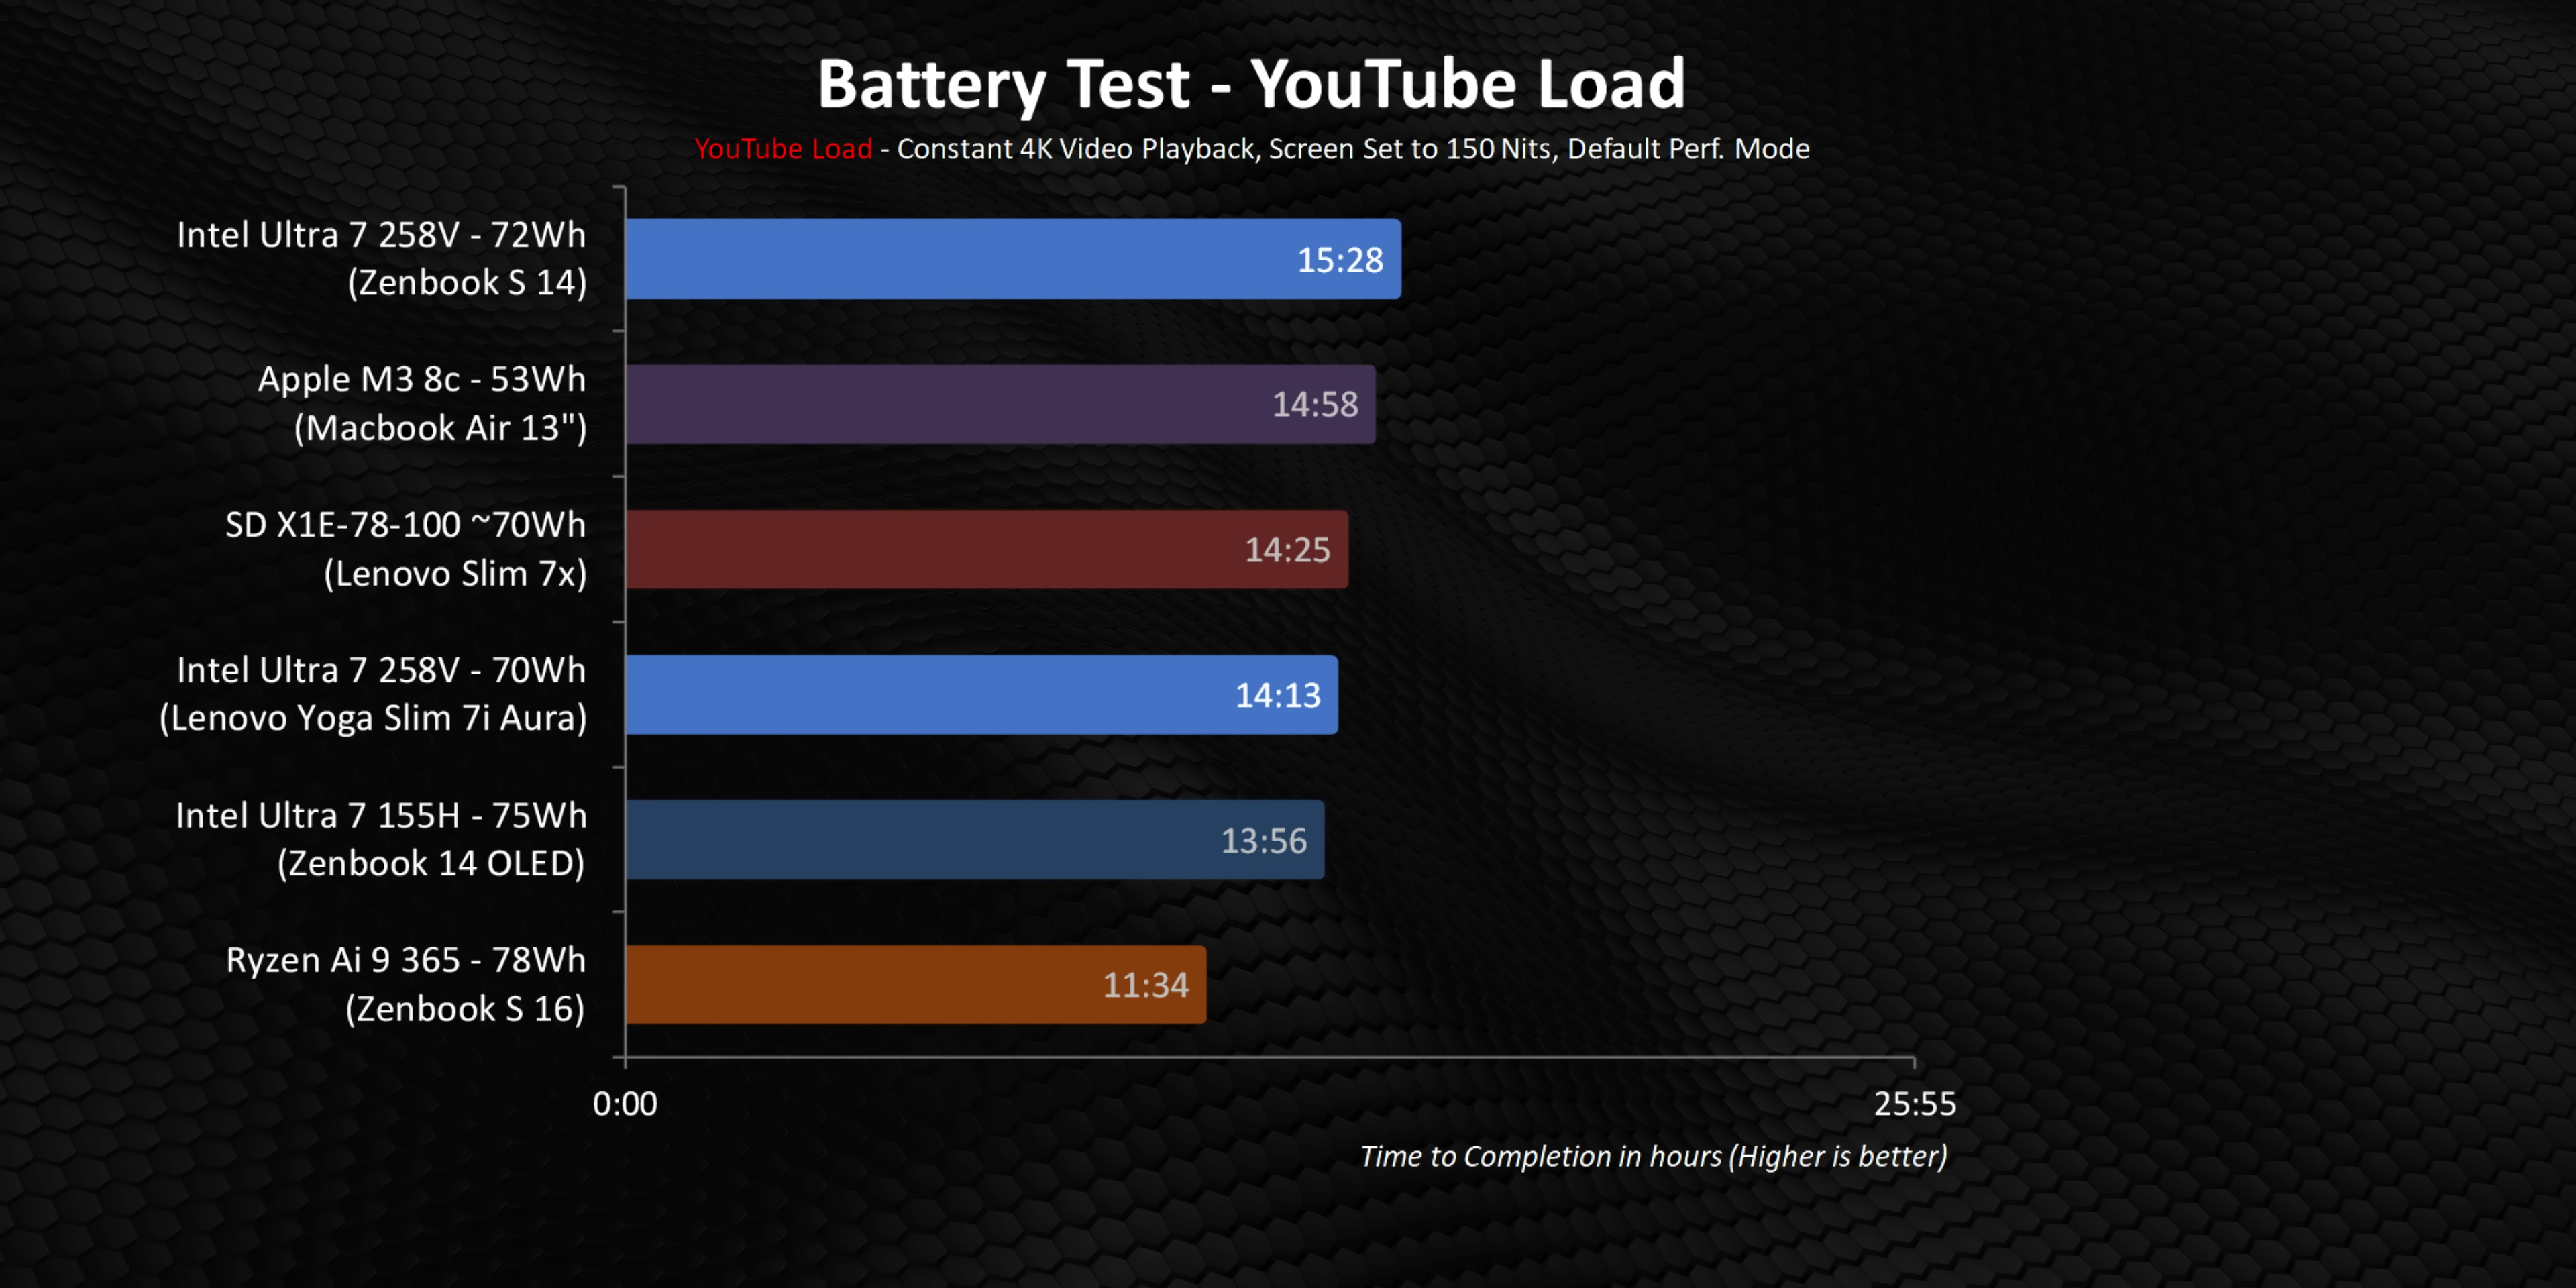 Battery Test - YouTube Load
YouTube Load - Constant 4K Video Playback, Screen Set to 150 Nits, Default Perf. Mode
Intel Ultra 7 258V - 72Wh
(Zenbook S 14)
15:28
Apple M3 8c - 53Wh
(Macbook Air 13")
14:58
SD X1E-78-100 ~70Wh
(Lenovo Slim 7x)
14:25
Intel Ultra 7 258V - 70Wh
(Lenovo Yoga Slim 7i Aura)
14:13
Intel Ultra 7 155H - 75Wh
(Zenbook 14 OLED)
13:56
Ryzen Ai 9 365 - 78Wh
(Zenbook S 16)
11:34
0:00
25:55
Time to Completion in hours (Higher is better)